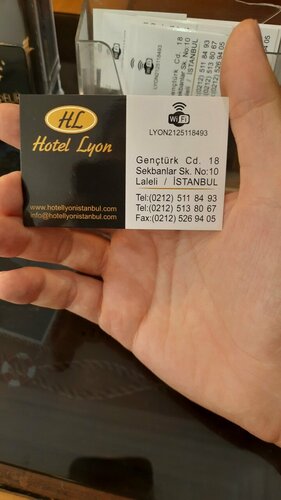 HL
Hotel Lyon
www.hotellyonistanbul.com
info@hotellyonistanbul.com
WiFi
LYON2125118493
Gençtürk Cd. 18
Sekbanlar Sk. No:10
Laleli / İSTANBUL
Tel:(0212) 511 84 93
Tel:(0212) 513 80 67
Fax:(0212) 526 94 05